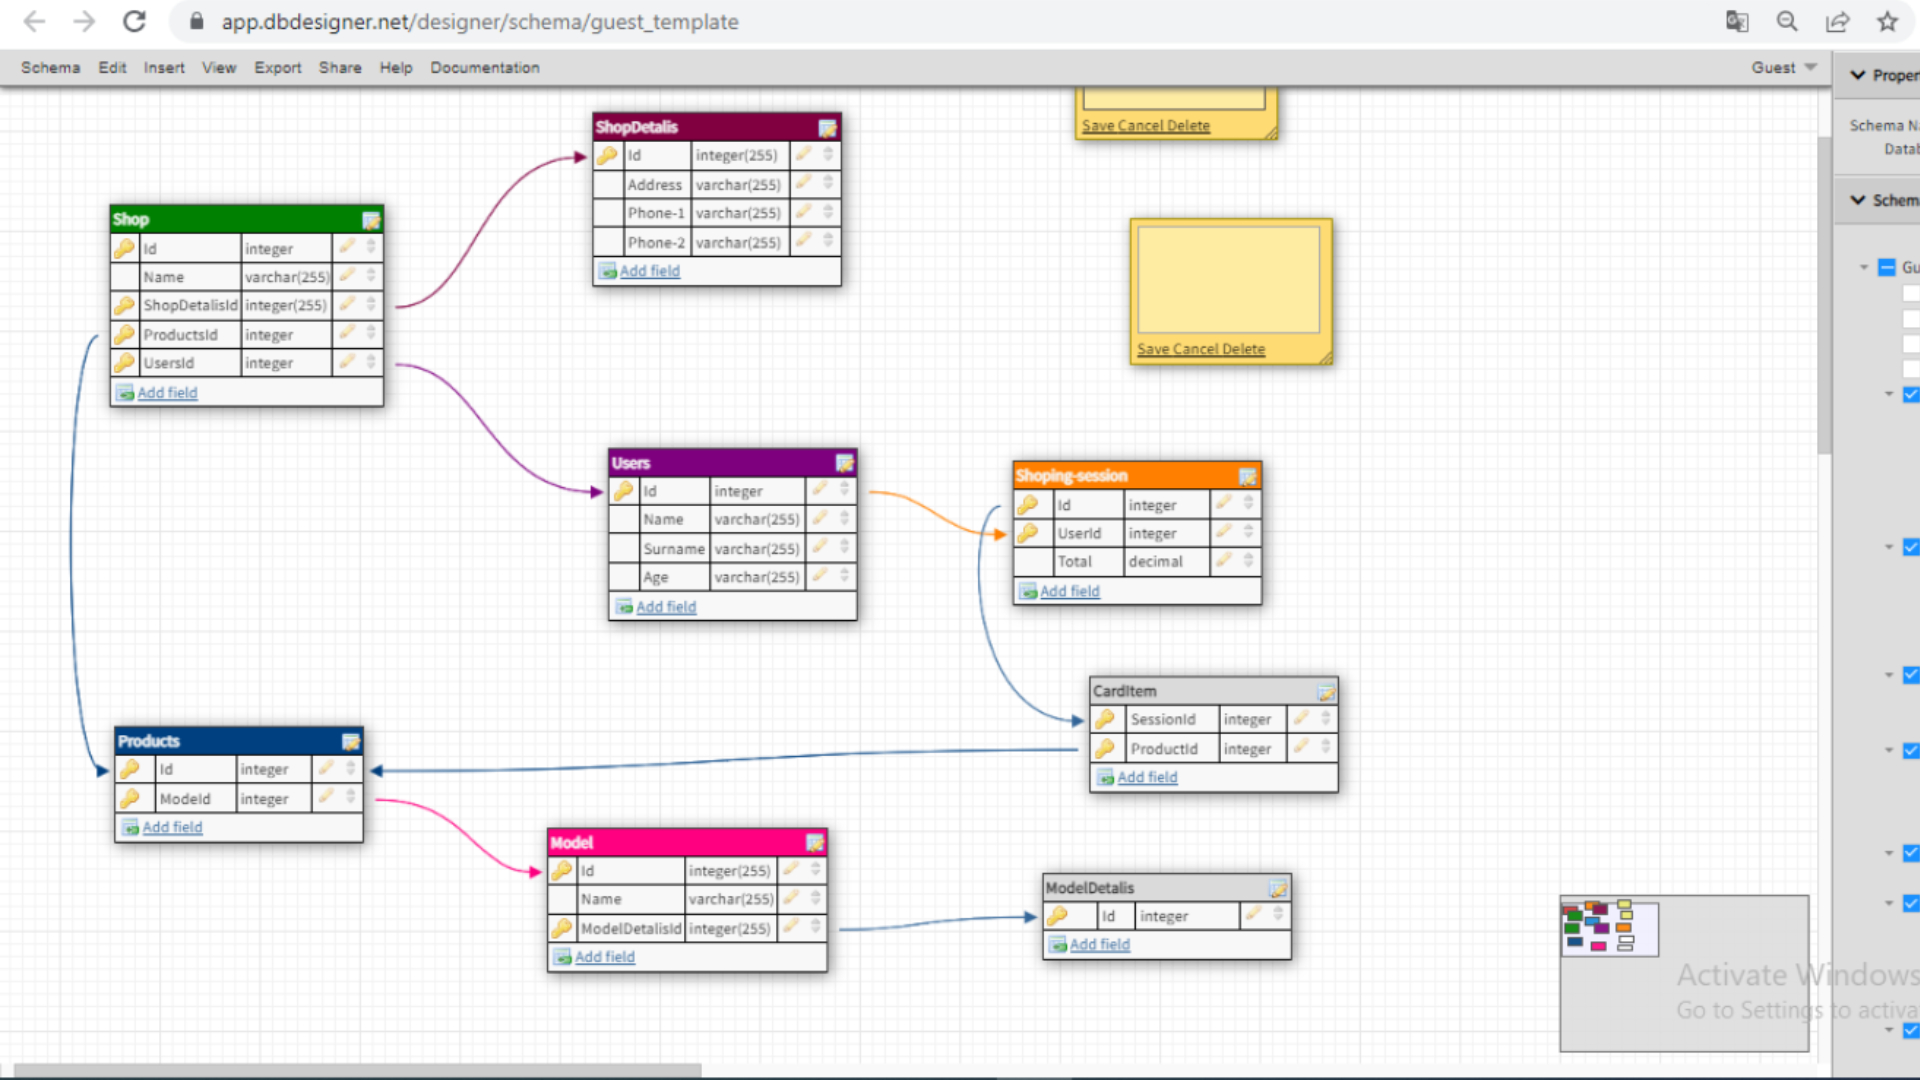 app.dbdesigner.net/designer/schema/guest_template
Schema Edit Insert View Export Share Help Documentation
Guest
Proper
Schema N
Datab
Schema
Gu
Save Cancel Delete
ShopDetalis
Id integer(255)
Address varchar(255)
Phone-1 varchar(255)
Phone-2 varchar(255)
Add field
Shop
Id integer
Name varchar(255)
ShopDetalisId integer(255)
ProductsId integer
UsersId integer
Add field
Save Cancel Delete
Users
Id integer
Name varchar(255)
Surname varchar(255)
Age varchar(255)
Add field
Shoping-session
Id integer
UserId integer
Total decimal
Add field
CardItem
SessionId integer
ProductId integer
Add field
Products
Id integer
ModeId integer
Add field
Model
Id integer(255)
Name varchar(255)
ModelDetalisId integer(255)
Add field
ModelDetalis
Id integer
Add field
Activate Windows
Go to Settings to activa